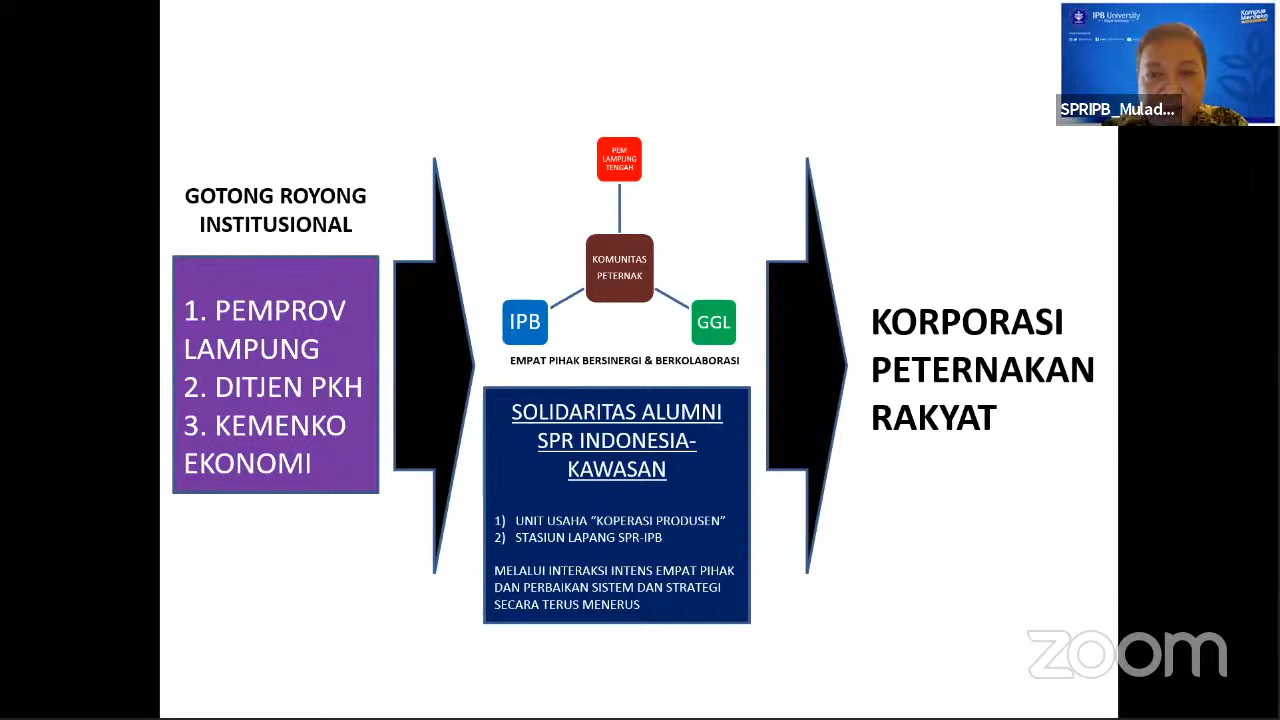 IPB University
Kampus
Merdeka
SPRIPB_Mulad...
GOTONG ROYONG
INSTITUSIONAL
1. PEMPROV
LAMPUNG
2. DITJEN PKH
3. KEMENKO
EKONOMI
PEM
LAMPUNG
TENGAH
KOMUNITAS
PETERNAK
IPB
GGL
EMPAT PIHAK BERSINERGI & BERKOLABORASI
SOLIDARITAS ALUMNI
SPR INDONESIA-
KAWASAN
1) UNIT USAHA “KOPERASI PRODUSEN”
2) STASIUN LAPANG SPR-IPB
MELALUI INTERAKSI INTENS EMPAT PIHAK
DAN PERBAIKAN SISTEM DAN STRATEGI
SECARA TERUS MENERUS
KORPORASI
PETERNAKAN
RAKYAT
zoom